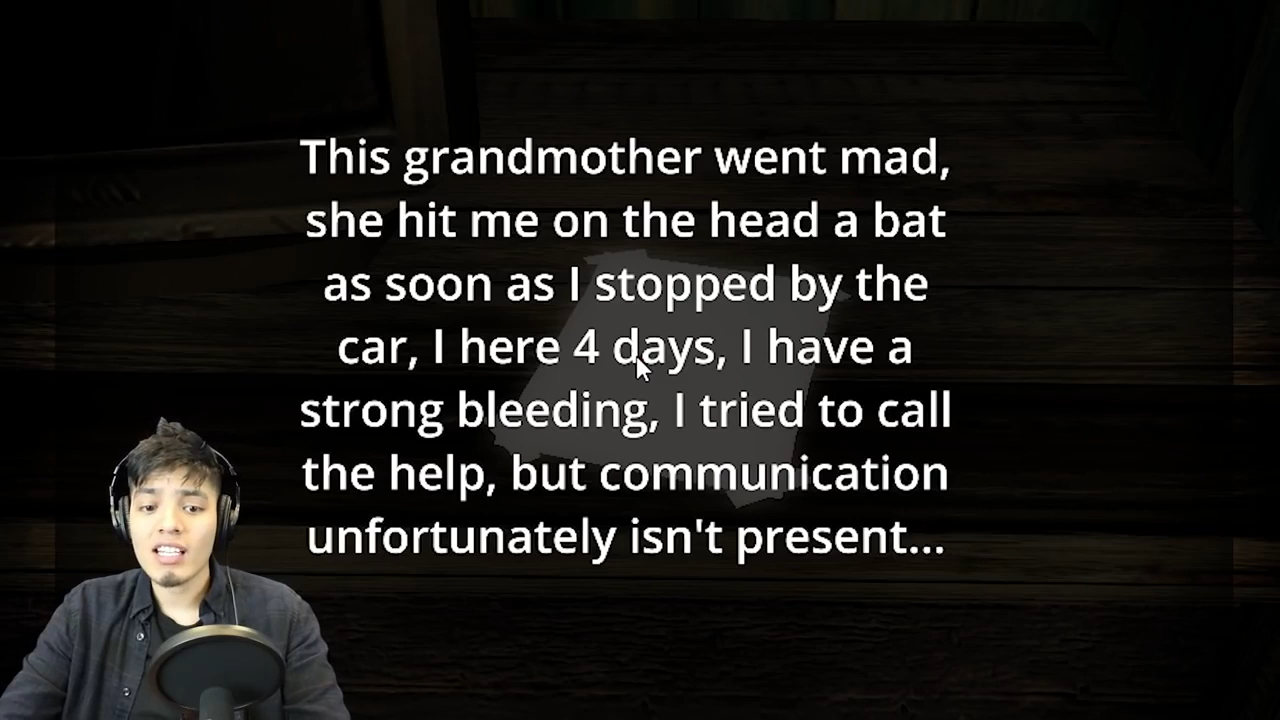 This grandmother went mad,
she hit me on the head a bat
as soon as I stopped by the
car, I here 4 days, I have a
strong bleeding, I tried to call
the help, but communication
unfortunately isn't present...